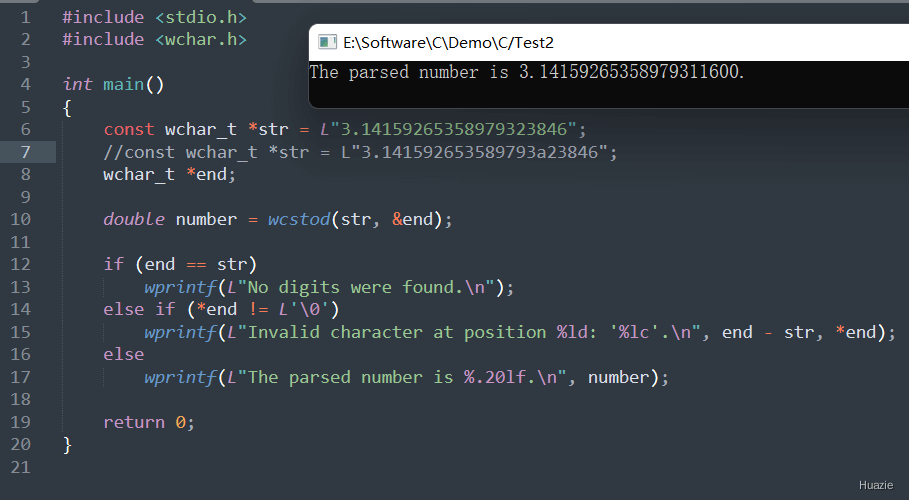 1 #include <stdio.h>
2 #include <wchar.h>
3
4 int main()
5 {
6 const wchar_t *str = L"3.14159265358979323846";
7 //const wchar_t *str = L"3.141592653589793a23846";
8 wchar_t *end;
9
10 double number = wcstod(str, &end);
11
12 if (end == str)
13 wprintf(L"No digits were found.\n");
14 else if (*end != L'\0')
15 wprintf(L"Invalid character at position %ld: '%lc'.\n", end - str, *end);
16 else
17 wprintf(L"The parsed number is %.20lf.\n", number);
18
19 return 0;
20 }
21
E:\Software\C\Demo\C/Test2
The parsed number is 3.14159265358979311600.
Huazie